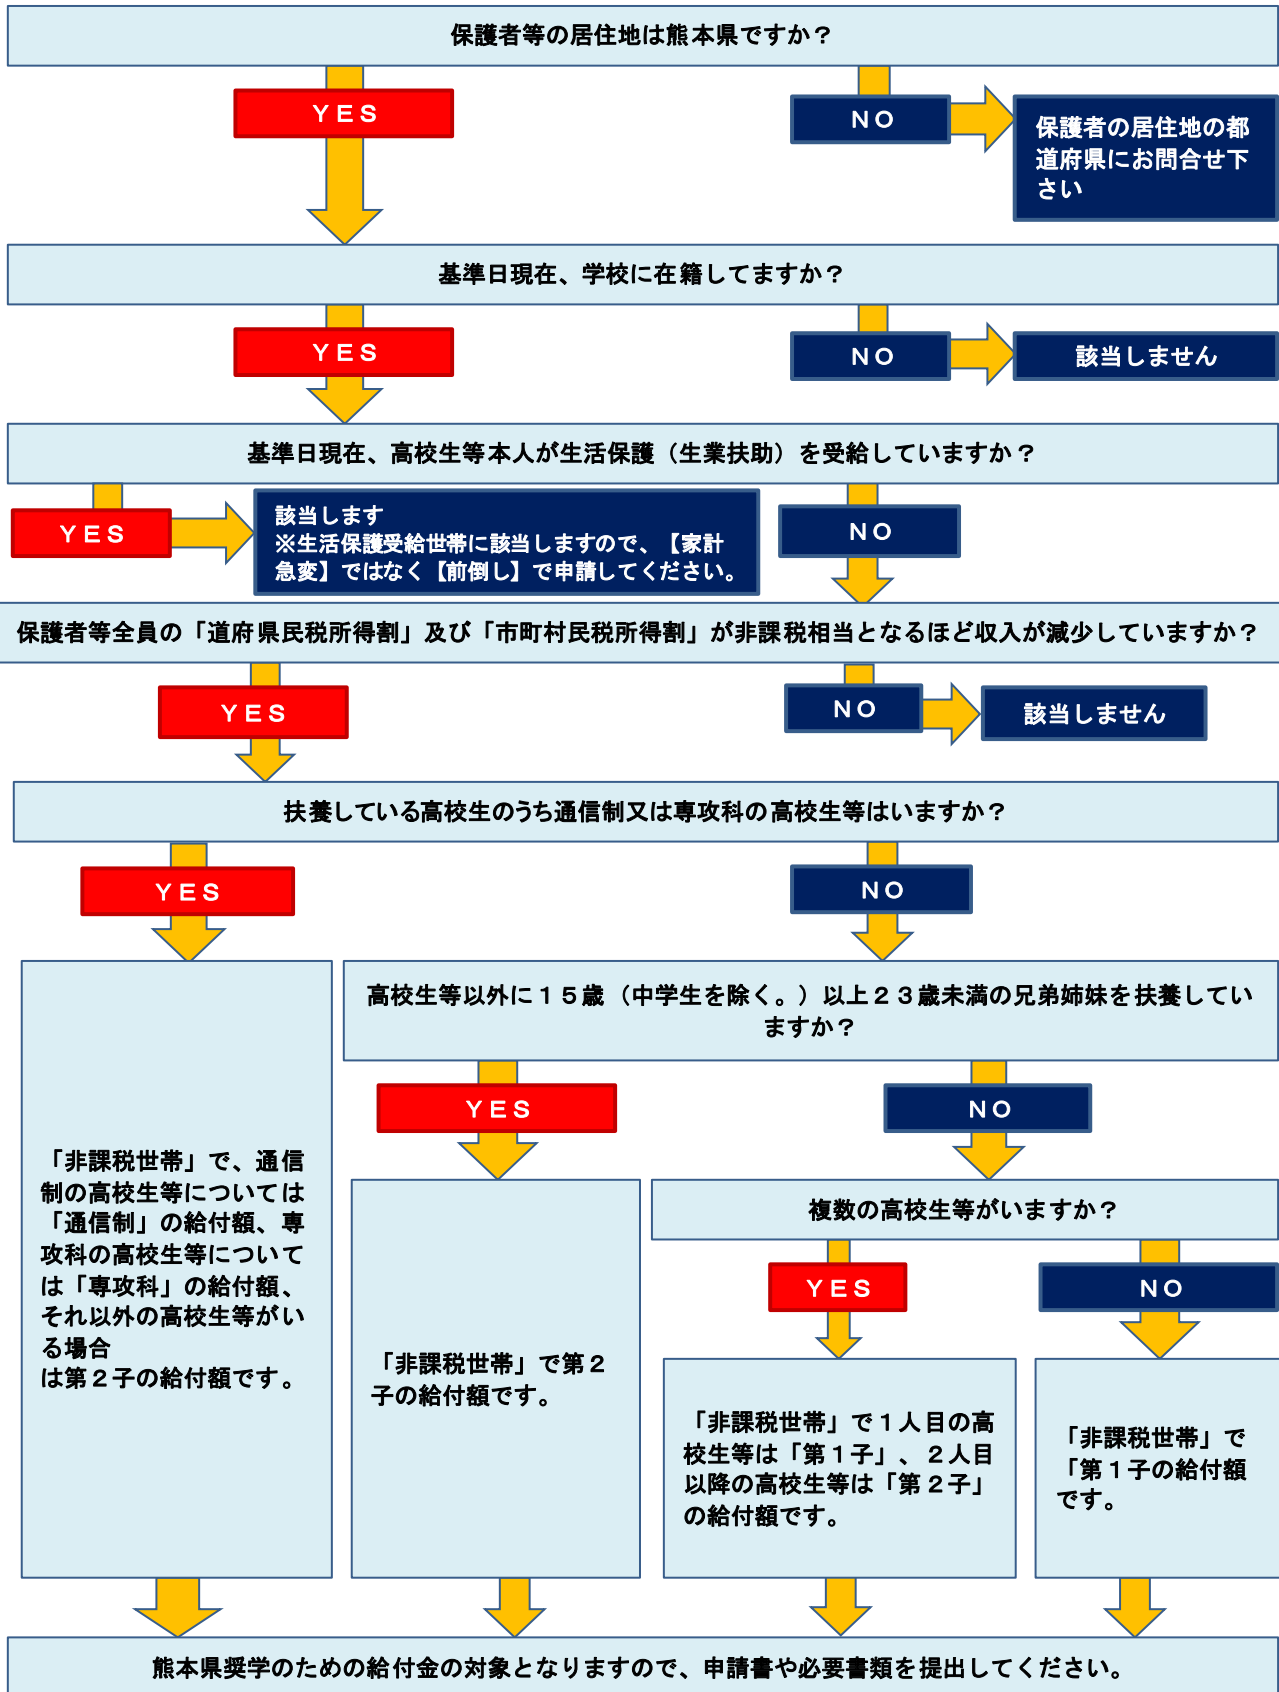 保護者等の居住地は熊本県ですか？
ＹＥＳ
ＮＯ
保護者の居住地の都
道府県にお問合せ下
さい
基準日現在、学校に在籍してますか？
ＹＥＳ
ＮＯ
該当しません
基準日現在、高校生等本人が生活保護（生業扶助）を受給していますか？
ＹＥＳ
該当します
※生活保護受給世帯に該当しますので、【家計
急変】ではなく【前倒し】で申請してください。
ＮＯ
保護者等全員の「道府県民税所得割」及び「市町村民税所得割」が非課税相当となるほど収入が減少していますか？
ＹＥＳ
ＮＯ
該当しません
扶養している高校生のうち通信制又は専攻科の高校生等はいますか？
ＹＥＳ
ＮＯ
「非課税世帯」で、通信
制の高校生等については
「通信制」の給付額、専
攻科の高校生等について
は「専攻科」の給付額、
それ以外の高校生等がい
る場合
は第２子の給付額です。
高校生等以外に１５歳（中学生を除く。）以上２３歳未満の兄弟姉妹を扶養してい
ますか？
ＹＥＳ
ＮＯ
「非課税世帯」で第２
子の給付額です。
複数の高校生等がいますか？
ＹＥＳ
ＮＯ
「非課税世帯」で１人目の高
校生等は「第１子」、２人目
以降の高校生等は「第２子」
の給付額です。
「非課税世帯」で
「第１子の給付額
です。
熊本県奨学のための給付金の対象となりますので、申請書や必要書類を提出してください。